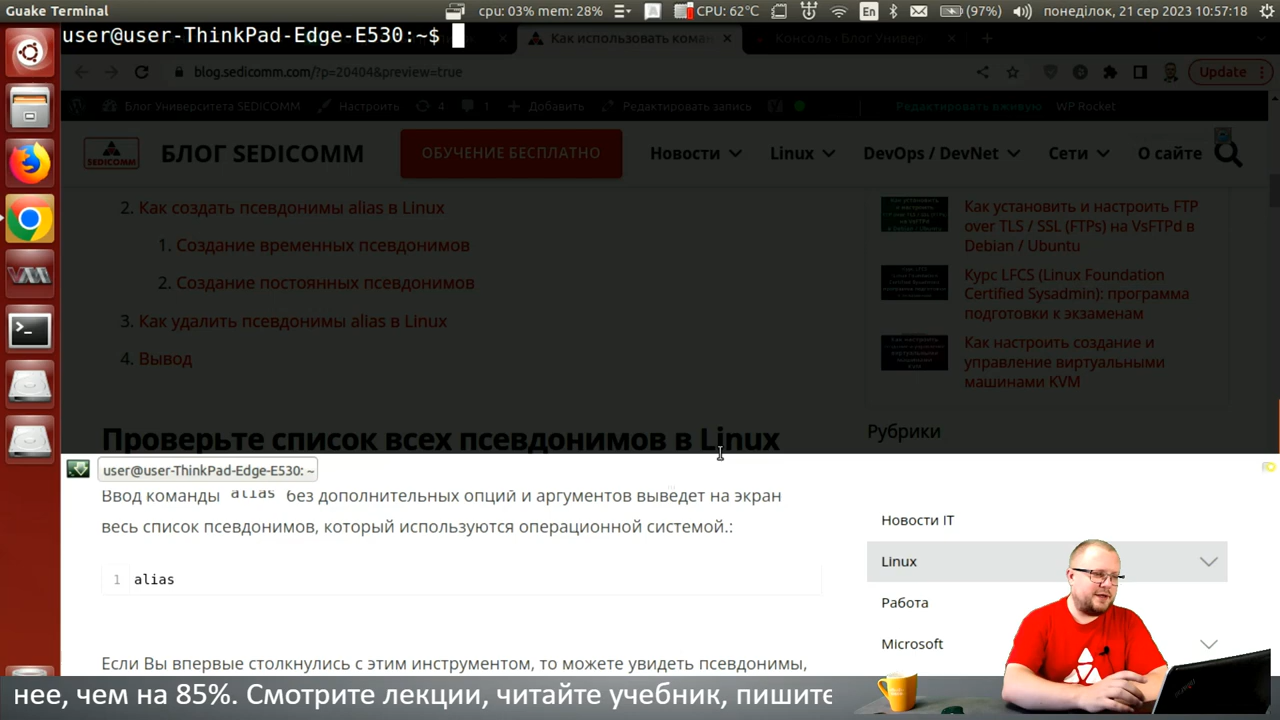 Guake Terminal
cpu: 03% mem: 28%
CPU: 62°C
En
(97%)
понеділок, 21 сер 2023 10:57:18
user@user-ThinkPad-Edge-E530:~$
Как использовать кома
Консоль - Блог Универ
blog.sedicomm.com/?p=20404&preview=true
Update
Блог Университета SEDICOMM
Настроить
4
1
Добавить
Редактировать запись
Редактировать вживую
WP Rocket
SEDICOMM
БЛОГ SEDICOMM
ОБУЧЕНИЕ БЕСПЛАТНО
Новости
Linux
DevOps / DevNet
Сети
О сайте
2. Как создать псевдонимы alias в Linux
1. Создание временных псевдонимов
2. Создание постоянных псевдонимов
3. Как удалить псевдонимы alias в Linux
4. Вывод
Как установить и настроить FTP
over TLS / SSL (FTPs) на VsFTPd в
Debian / Ubuntu
Курс LFCS (Linux Foundation
Certified Sysadmin): программа
подготовки к экзаменам
Как настроить создание и
управление виртуальными
машинами KVM
Проверьте список всех псевдонимов в Linux
Рубрики
user@user-ThinkPad-Edge-E530: ~
Ввод команды alias без дополнительных опций и аргументов выведет на экран
весь список псевдонимов, который используются операционной системой.:
1 alias
Если Вы впервые столкнулись с этим инструментом, то можете увидеть псевдонимы,
Новости IT
Linux
Работа
Microsoft
нее, чем на 85%. Смотрите лекции, читайте учебник, пишите